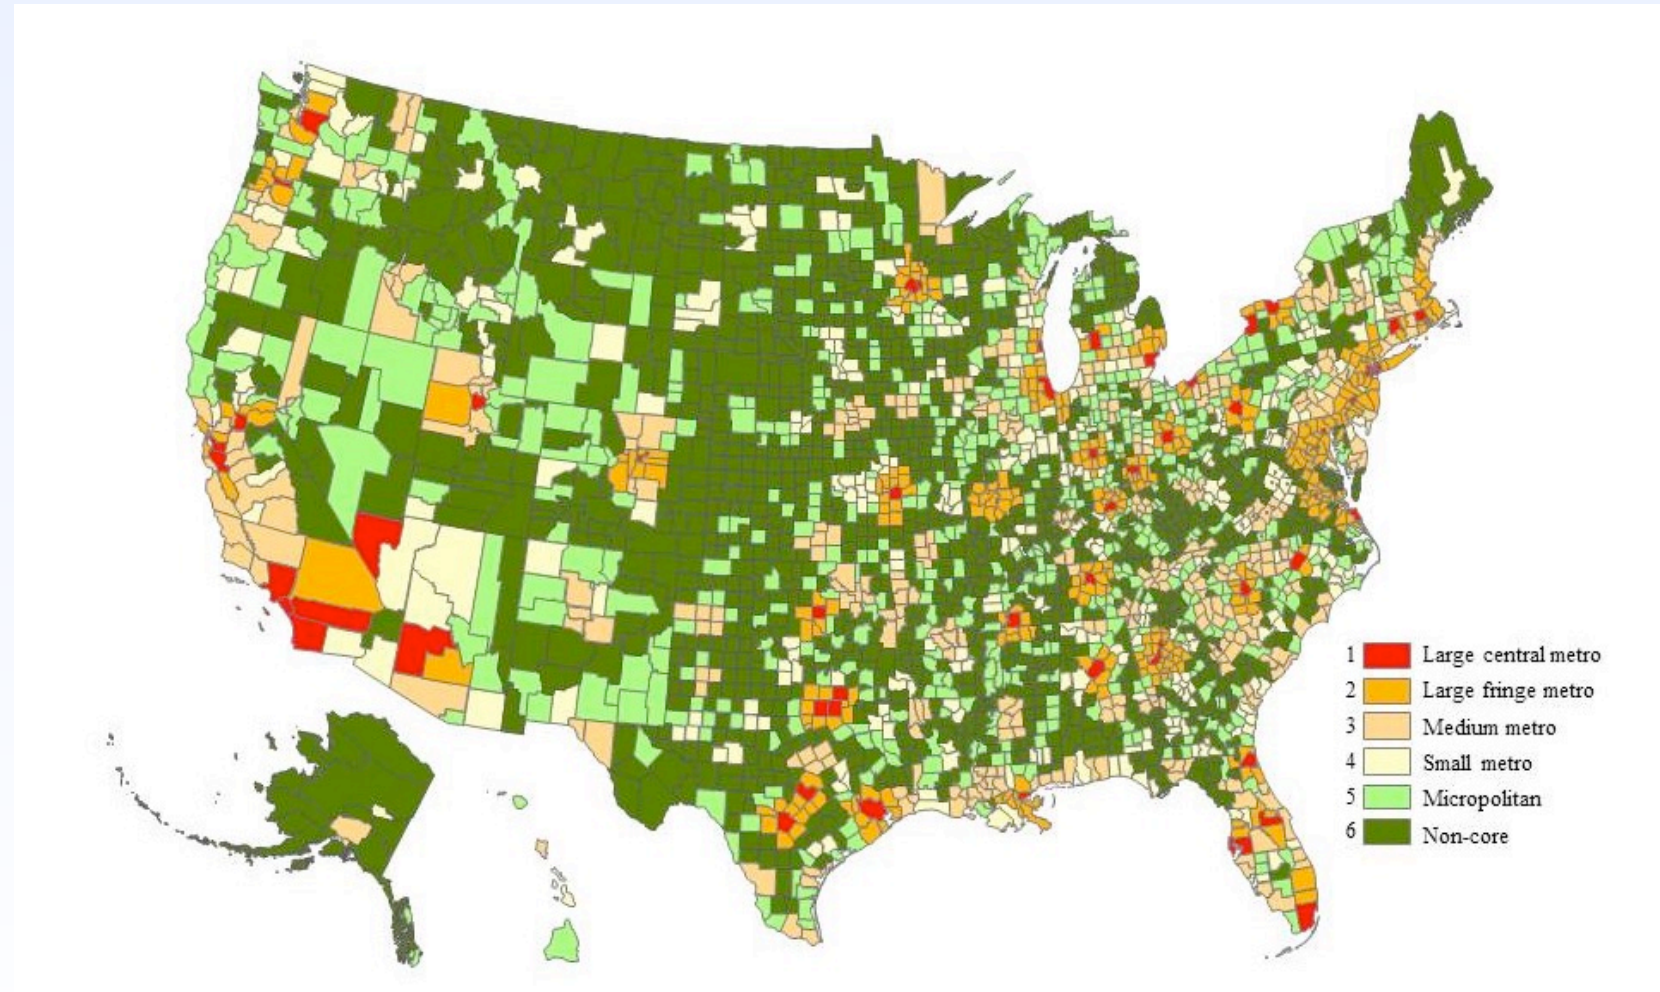 1 Large central metro
2 Large fringe metro
3 Medium metro
4 Small metro
5 Micropolitan
6 Non-core